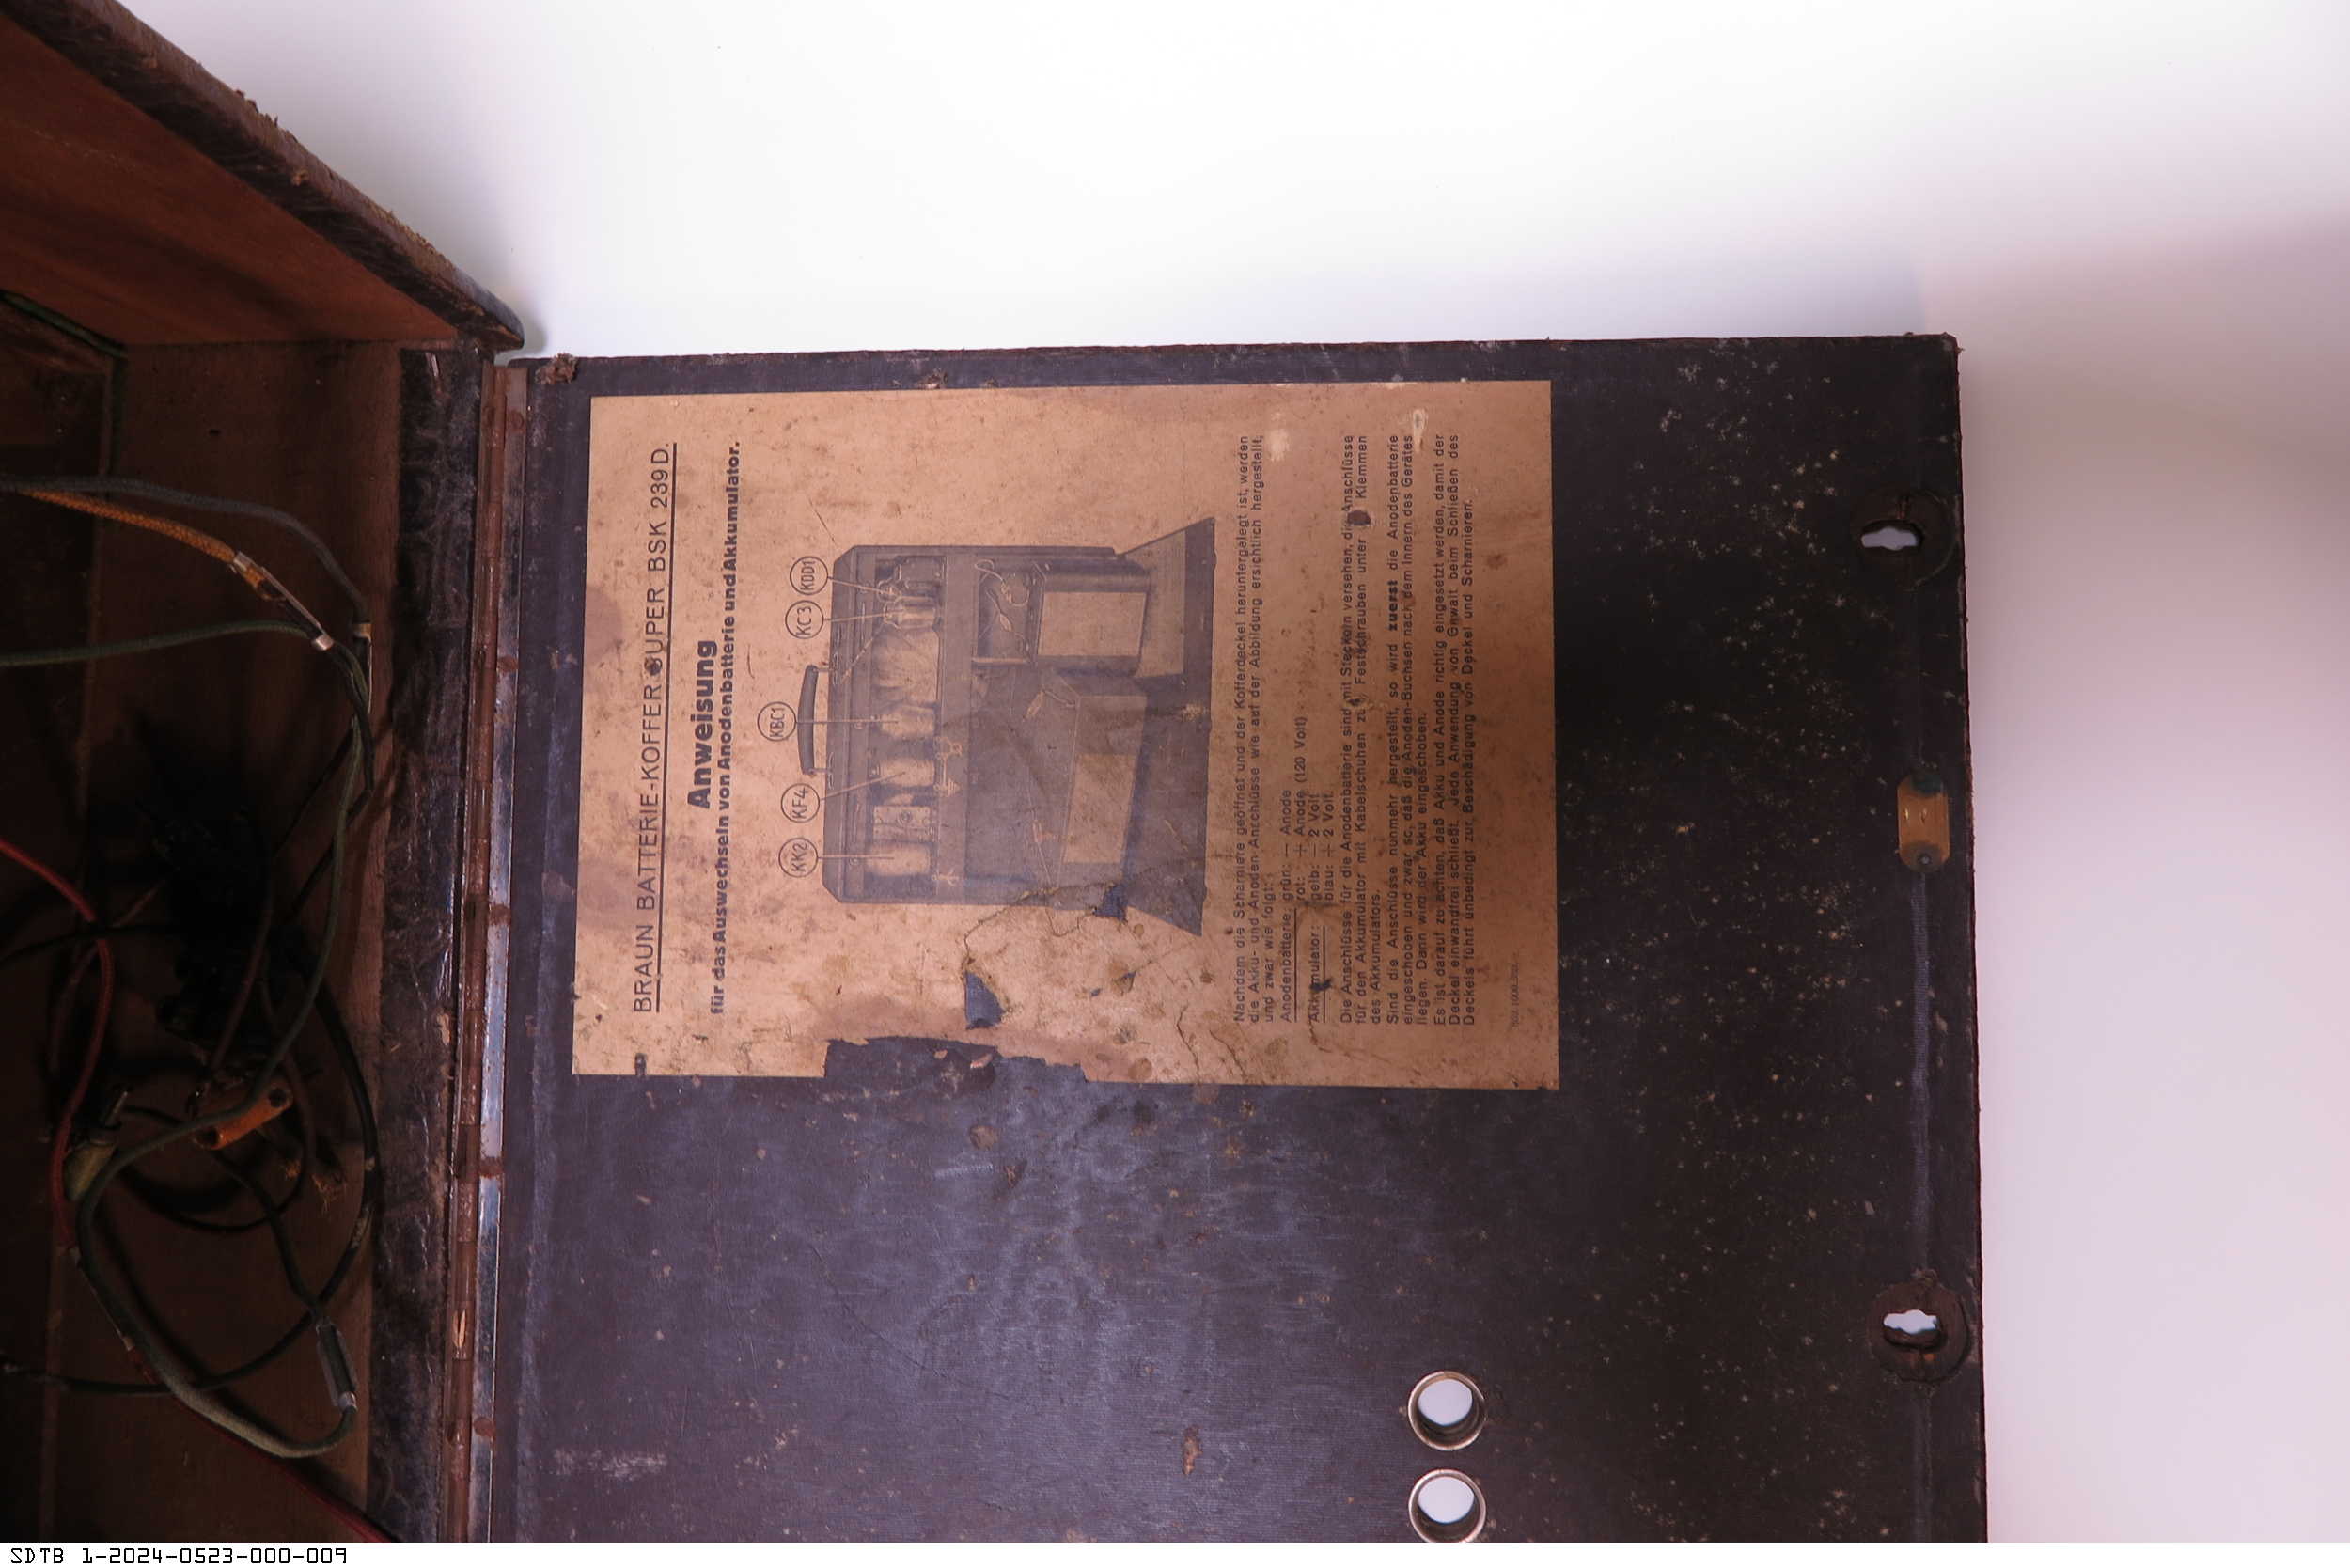 BRAUN BATTERIE-KOFFER-SUPER BSK 239 D.
Anweisung
für das Auswechseln von Anodenbatterie und Akkumulator.
KK2 KF4 KBC1 KC3 KDD1
Nachdem die Scharniere geöffnet und der Kofferdeckel heruntergelegt ist, werden
die Akku- und Anoden-Anschlüsse wie auf der Abbildung ersichtlich hergestellt,
und zwar wie folgt:
Anodenbatterie: grün: — Anode
rot: + Anode (120 Volt)
Akkumulator: gelb: — 2 Volt
blau: + 2 Volt.
Die Anschlüsse für die Anodenbatterie sind mit Steckern versehen, die Anschlüsse
für den Akkumulator mit Kabelschuhen zum Festschrauben unter die Klemmen
des Akkumulators.
Sind die Anschlüsse nunmehr hergestellt, so wird zuerst die Anodenbatterie
eingeschoben und zwar so, daß die Anoden-Buchsen nach dem Innern des Gerätes
liegen. Dann wird der Akku eingeschoben.
Es ist darauf zu achten, daß Akku und Anode richtig eingesetzt werden, damit der
Deckel einwandfrei schließt. Jede Anwendung von Gewalt beim Schließen des
Deckels führt unbedingt zur Beschädigung von Deckel und Scharnieren.
SDTB 1-2024-0523-000-009